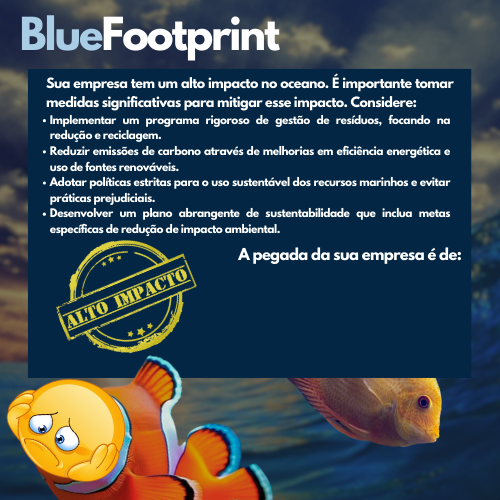 BlueFootprint
Sua empresa tem um alto impacto no oceano. É importante tomar
medidas significativas para mitigar esse impacto. Considere:
• Implementar um programa rigoroso de gestão de resíduos, focando na
redução e reciclagem.
• Reduzir emissões de carbono através de melhorias em eficiência energética e
uso de fontes renováveis.
• Adotar políticas estritas para o uso sustentável dos recursos marinhos e evitar
práticas prejudiciais.
• Desenvolver um plano abrangente de sustentabilidade que inclua metas
específicas de redução de impacto ambiental.
A pegada da sua empresa é de:
ALTO IMPACTO